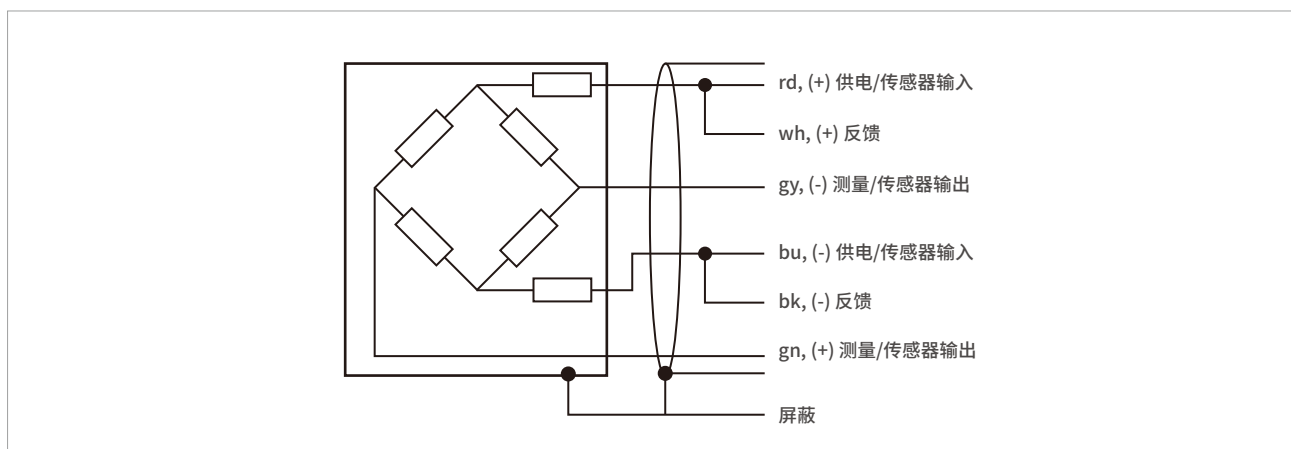 rd, (+) 供电/传感器输入
wh, (+) 反馈
gy, (-) 测量/传感器输出
bu, (-) 供电/传感器输入
bk, (-) 反馈
gn, (+) 测量/传感器输出
屏蔽